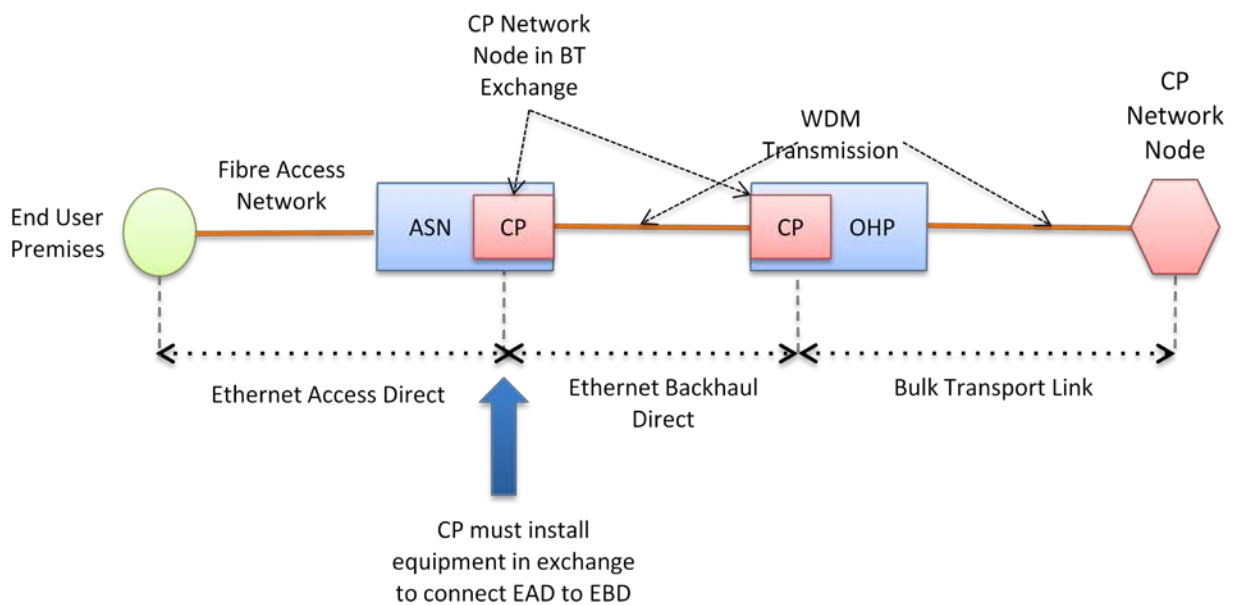 CP Network
Node in BT
Exchange
CP
Network
Node
WDM
Transmission
Fibre Access
Network
End User
Premises
ASN
CP
CP
OHP
Ethernet Access Direct
Ethernet Backhaul
Direct
Bulk Transport Link
CP must install
equipment in exchange
to connect EAD to EBD